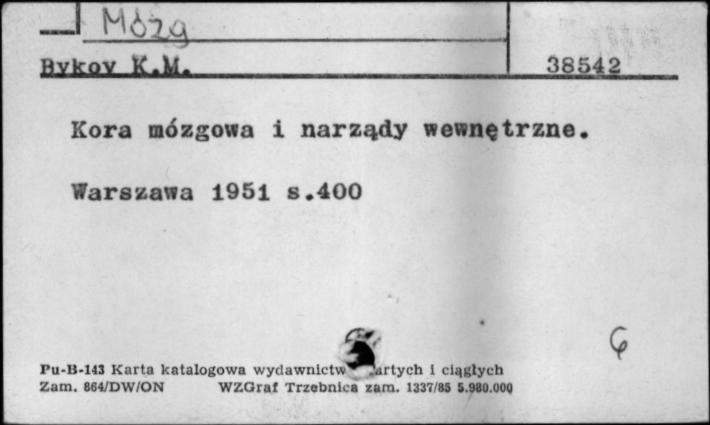 Mózg
Bykov K.M. 38542
Kora mózgowa i narządy wewnętrzne.
Warszawa 1951 s.400
6
Pu-B-143 Karta katalogowa wydawnictw artych i ciągłych
Zam. 864/DW/ON WZGraf Trzebnica zam. 1337/85 5.980.000